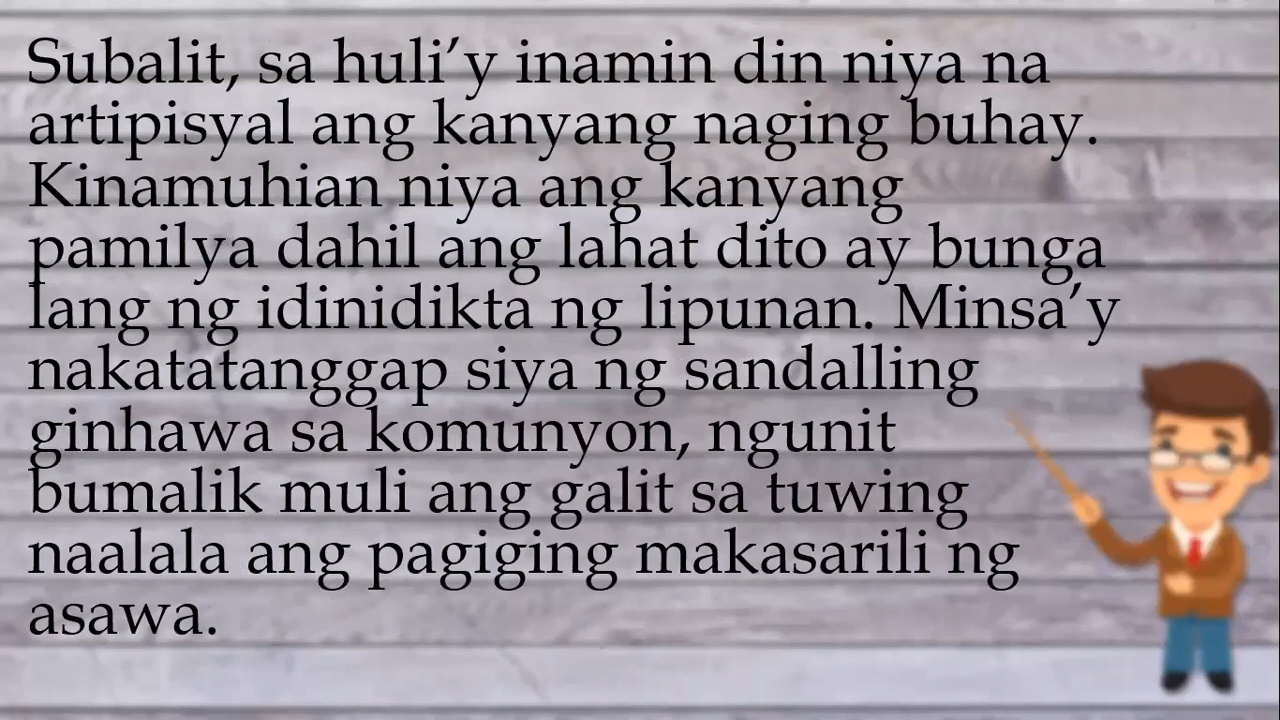 Subalit, sa huli’y inamin din niya na
artipisyal ang kanyang naging buhay.
Kinamuhian niya ang kanyang
pamilya dahil ang lahat dito ay bunga
lang ng idinidikta ng lipunan. Minsa’y
nakatatanggap siya ng sandalling
ginhawa sa komunyon, ngunit
bumalik muli ang galit sa tuwing
naalala ang pagiging makasarili ng
asawa.